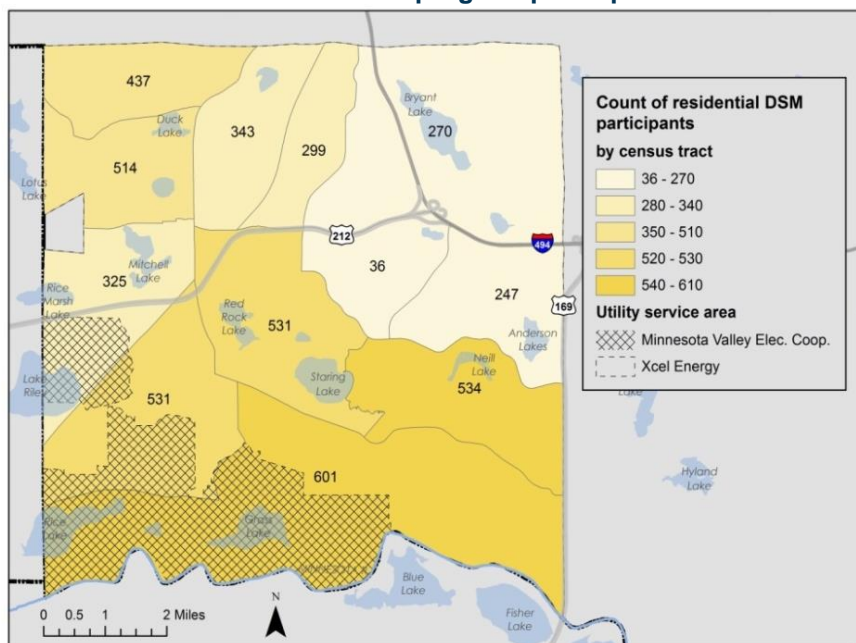 437
Duck
Lake
343
299
Bryant
Lake
270
514
Lotus
Lake
212
494
36
325
Mitchell
Lake
Rice
Marsh
Lake
247
169
Red
Rock
Lake
531
Anderson
Lakes
Staring
Lake
Neill
Lake
534
Lake
Riley
531
601
Hyland
Lake
Rice
Lake
Grass
Lake
Blue
Lake
Fisher
Lake
0 0.5 1 2 Miles
N
Count of residential DSM
participants
by census tract
36 - 270
280 - 340
350 - 510
520 - 530
540 - 610
Utility service area
Minnesota Valley Elec. Coop.
Xcel Energy